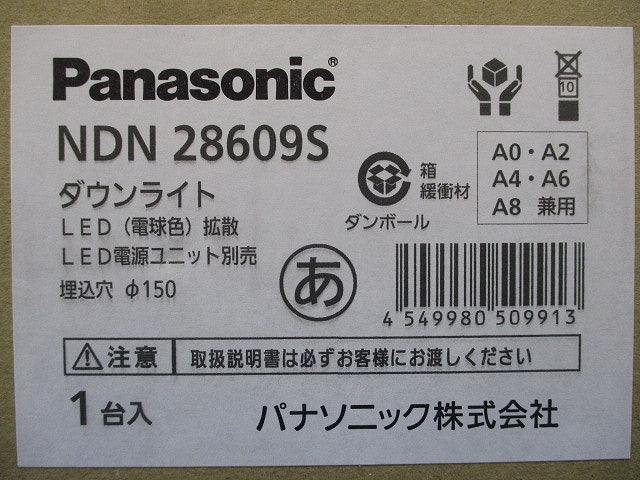 Panasonic®
NDN 28609S
ダウンライト
LED（電球色）拡散
LED電源ユニット別売
埋込穴 φ150
あ
箱
緩衝材
ダンボール
10
A0・A2
A4・A6
A8 兼用
4 549980 509913
注意 取扱説明書は必ずお客様にお渡しください
1台入 パナソニック株式会社